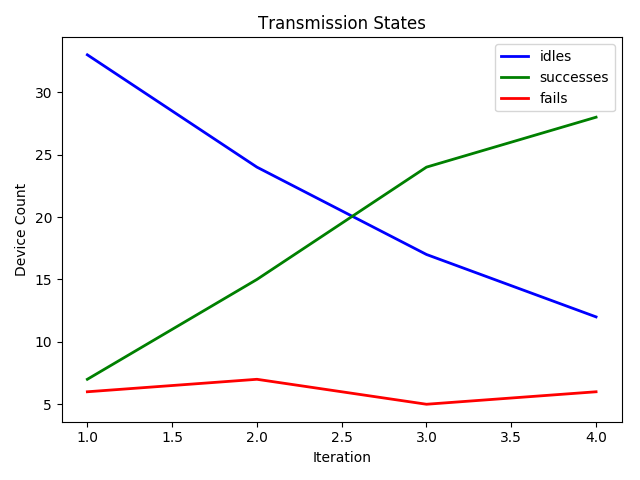 Transmission States
idles
successes
fails
Device Count
30
25
20
15
10
5
1.0 1.5 2.0 2.5 3.0 3.5 4.0
Iteration